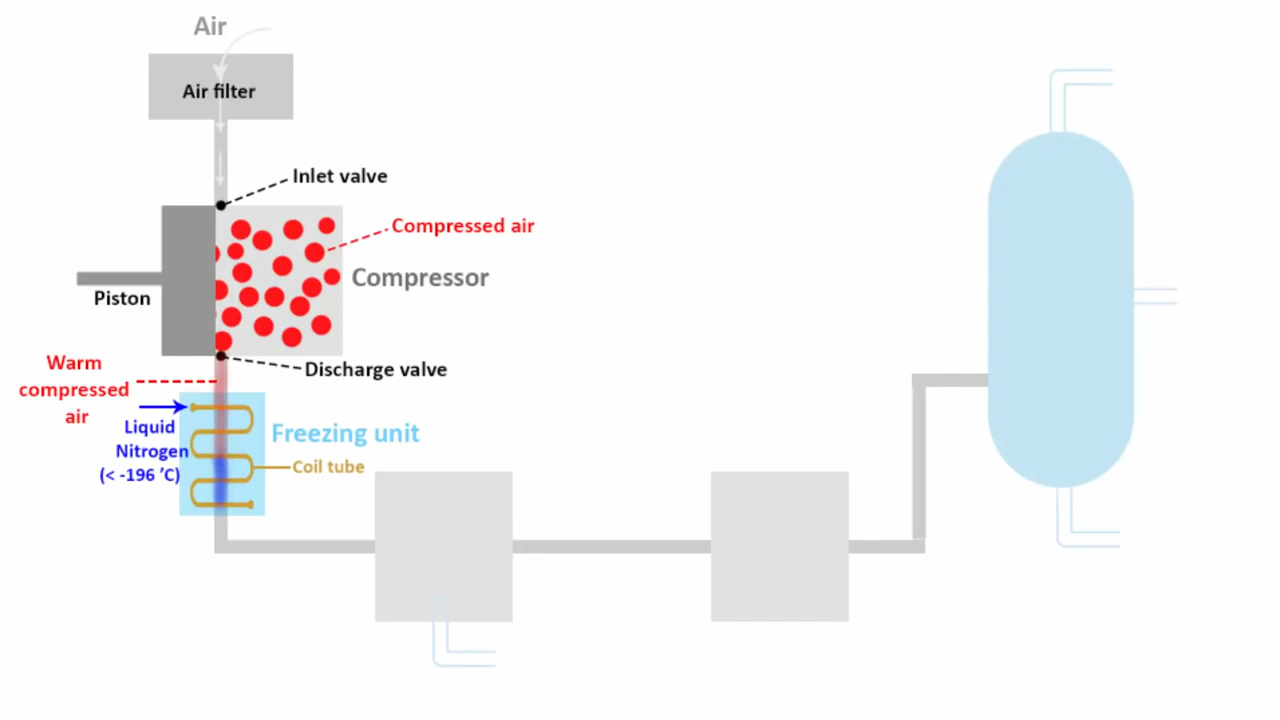 Air
Air filter
Inlet valve
Compressed air
Compressor
Piston
Discharge valve
Warm
compressed
air
Liquid
Nitrogen
(< -196 ’C)
Freezing unit
Coil tube